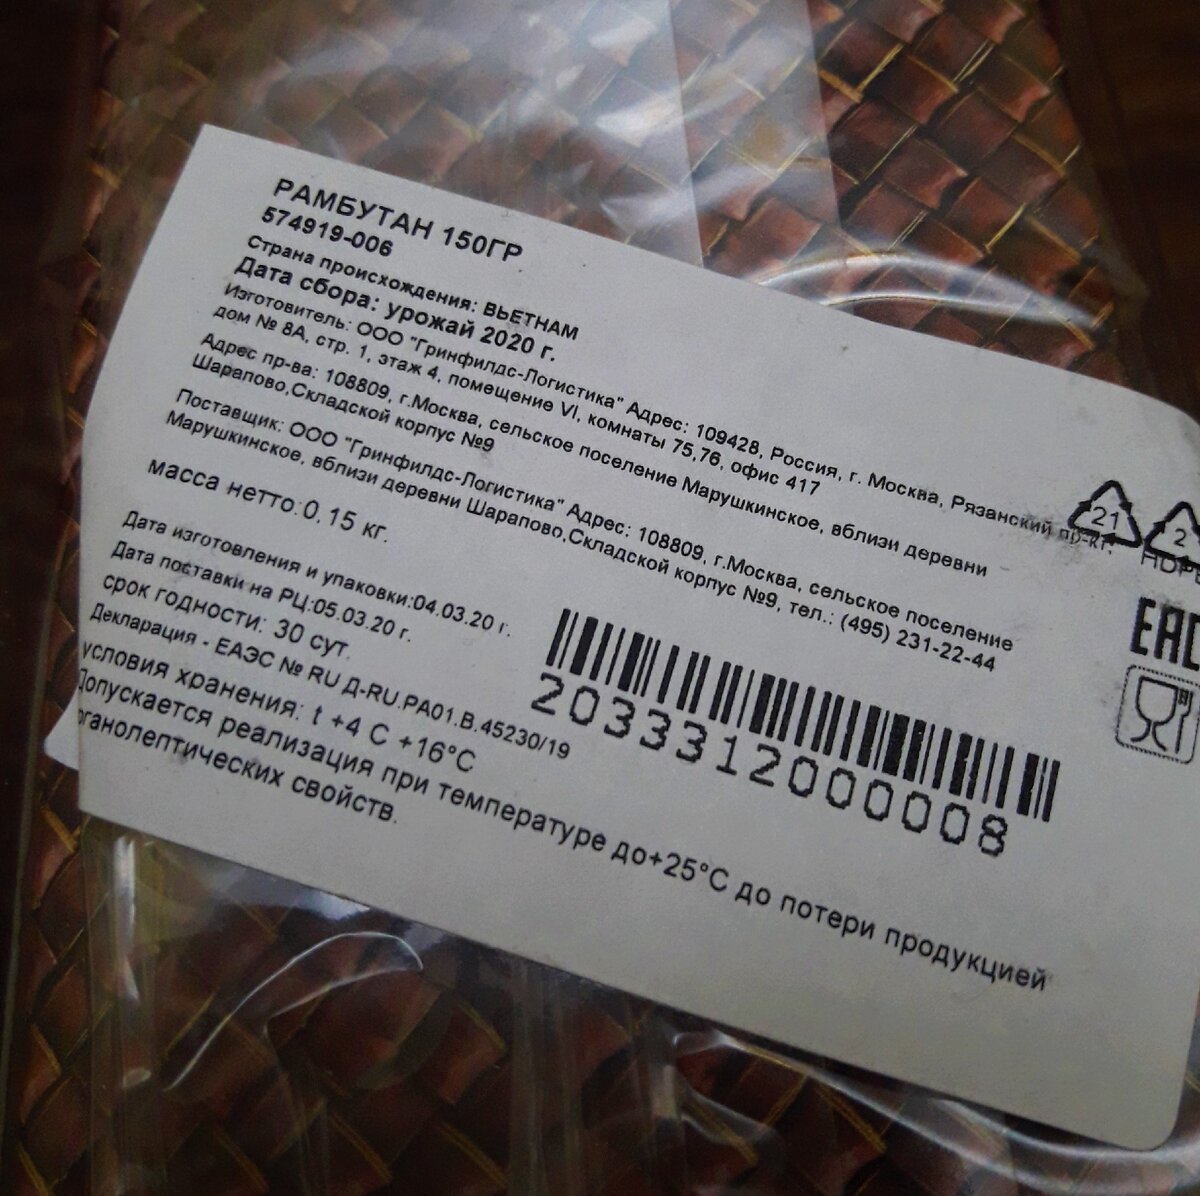 РАМБУТАН 150ГР
574919-006
Страна происхождения: ВЬЕТНАМ
Дата сбора: урожай 2020 г.
Изготовитель: ООО "Гринфилдс-Логистика" Адрес: 109428, Россия, г. Москва, Рязанский пр-кт,
дом № 8А, стр. 1, этаж 4, помещение VI, комнаты 75,76, офис 417
Адрес пр-ва: 108809, г.Москва, сельское поселение Марушкинское, вблизи деревни
Шарапово,Складской корпус №9
Поставщик: ООО "Гринфилдс-Логистика" Адрес: 108809, г.Москва, сельское поселение
Марушкинское, вблизи деревни Шарапово,Складской корпус №9, тел.: (495) 231-22-44
масса нетто:0,15 кг.
Дата изготовления и упаковки:04.03.20 г.
Дата поставки на РЦ:05.03.20 г.
срок годности: 30 сут.
Декларация - ЕАЭС № RU Д-RU.РА01.В.45230/19
условия хранения: t +4 C +16°C
Допускается реализация при температуре до+25°С до потери продукцией
органолептических свойств.
2033312000008
21
2
EAC